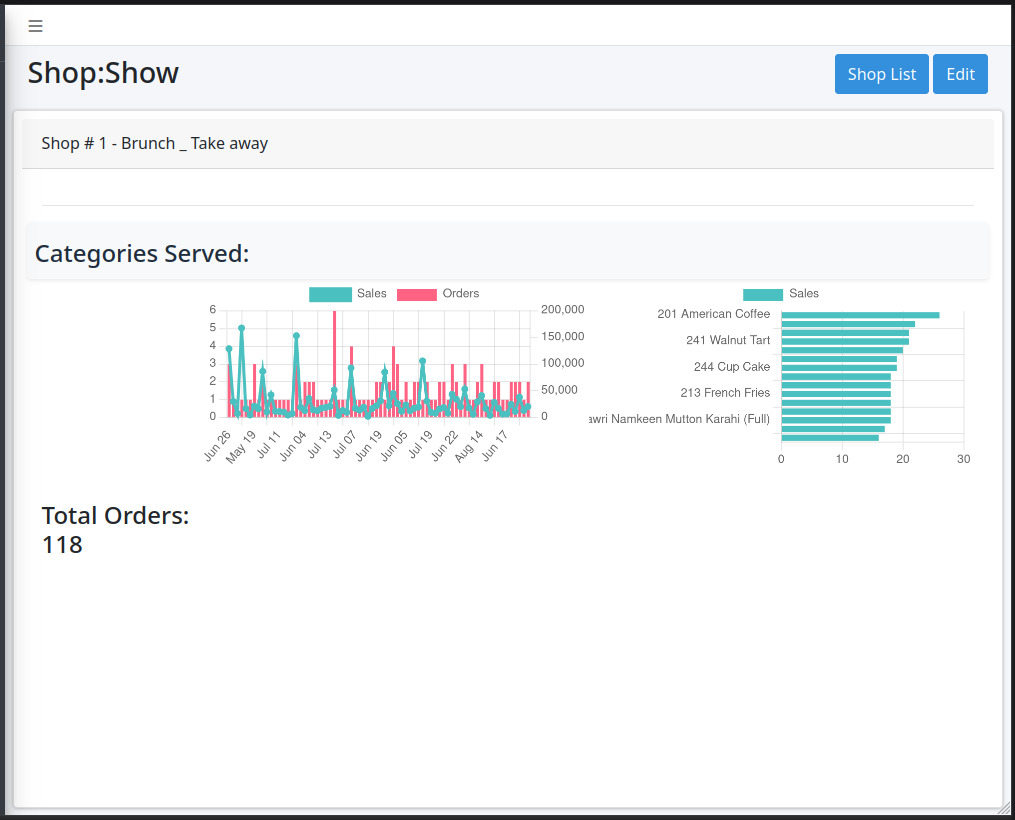 Shop:Show
Shop List
Edit
Shop # 1 - Brunch _ Take away
Categories Served:
Sales
Orders
6
5
4
3
2
1
0
200,000
150,000
100,000
50,000
0
Jun 26
May 19
Jul 11
Jun 04
Jul 13
Jul 07
Jun 19
Jun 05
Jul 19
Jun 22
Aug 14
Jun 17
Sales
201 American Coffee
241 Walnut Tart
244 Cup Cake
213 French Fries
awri Namkeen Mutton Karahi (Full)
0
10
20
30
Total Orders:
118